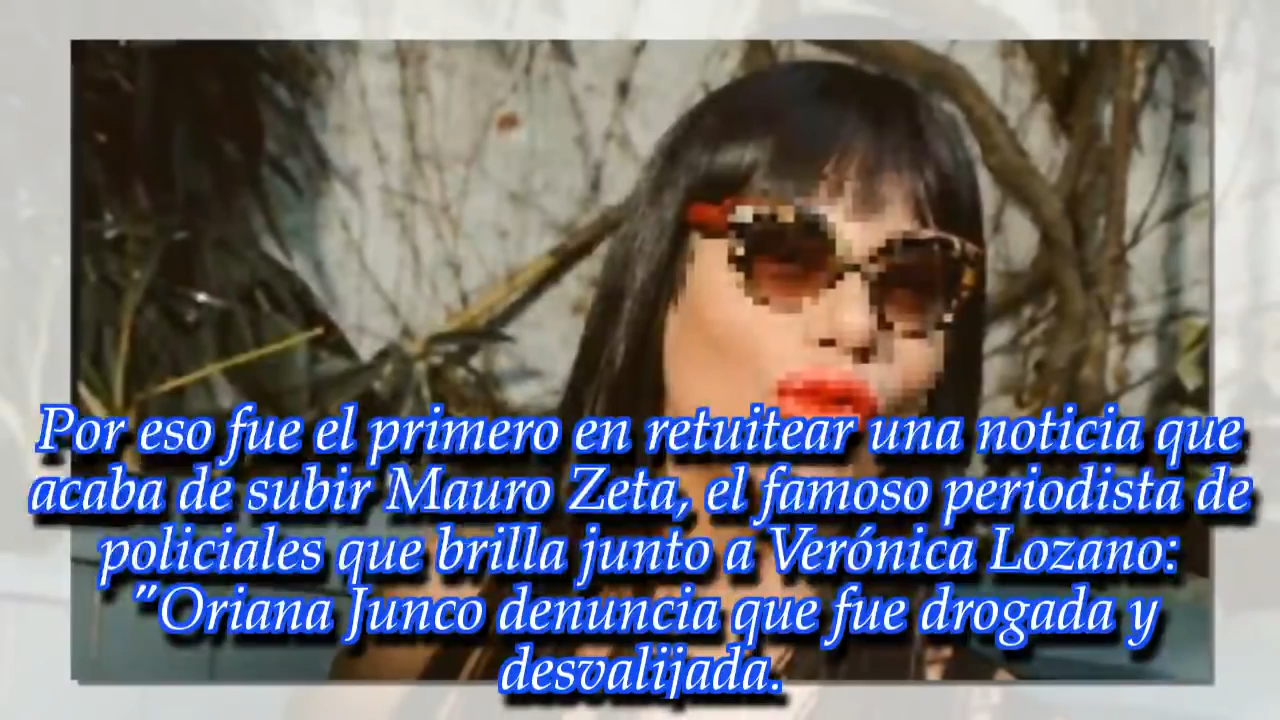 Por eso fue el primero en retuitear una noticia que
acaba de subir Mauro Zeta, el famoso periodista de
policiales que brilla junto a Verónica Lozano:
"Oriana Junco denuncia que fue drogada y
desvalijada.